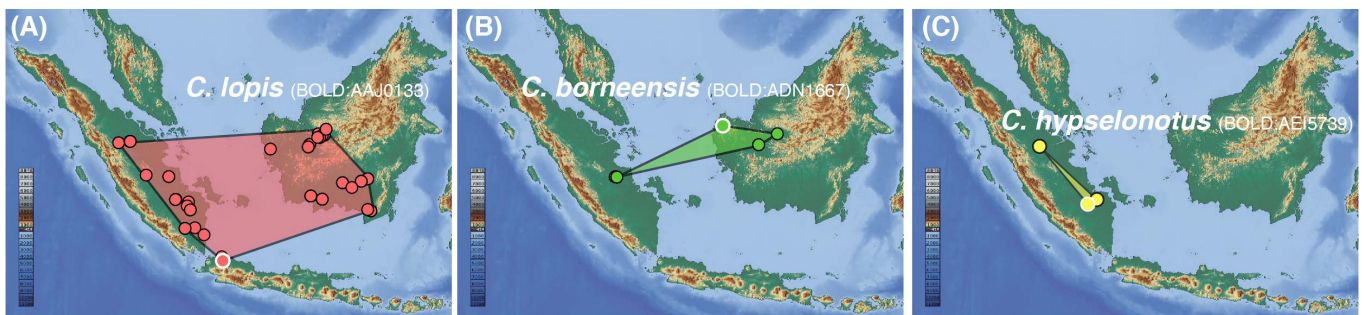 (A)
C. lopis (BOLD:AAJ0133)
(B)
C. borneensis (BOLD:ADN1667)
(C)
C. hypselonotus (BOLD:AEI5739)